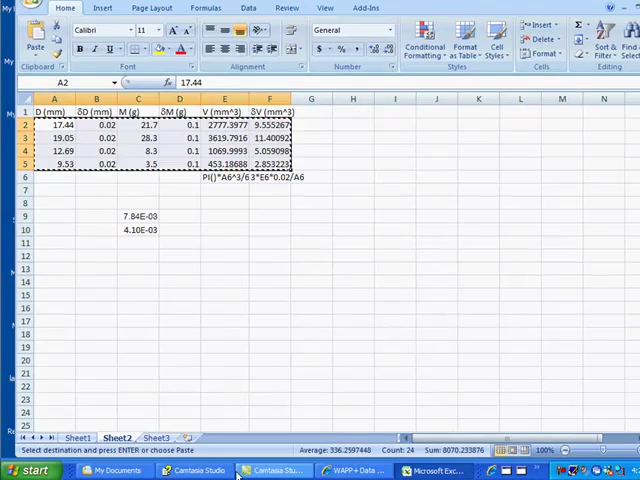 Home Insert Page Layout Formulas Data Review View Add-Ins
Paste
Clipboard
Calibri 11
B I U
Font
Alignment
General
$ % ,
Number
Conditional Formatting
Format as Table
Cell Styles
Styles
Insert
Delete
Format
Cells
Sort & Filter
Find & Select
A2 17.44
A B C D E F G H I J K L M N
1 D (mm) δD (mm) M (g) δM (g) V (mm^3) δV (mm^3)
2 17.44 0.02 21.7 0.1 2777.3977 9.555267
3 19.05 0.02 28.3 0.1 3619.7916 11.40092
4 12.69 0.02 8.3 0.1 1069.9993 5.059098
5 9.53 0.02 3.5 0.1 453.18688 2.853223
6 PI()*A6^3/6 3*E6*0.02/A6
7
8
9 7.84E-03
10 4.10E-03
11
12
13
14
15
16
17
18
19
20
21
22
23
24
25
Sheet1 Sheet2 Sheet3
Select destination and press ENTER or choose Paste Average: 336.2597448 Count: 24 Sum: 8070.233876 100%
start My Documents Camtasia Studio Camtasia Stu... WAPP+ Data ... Microsoft Exc...